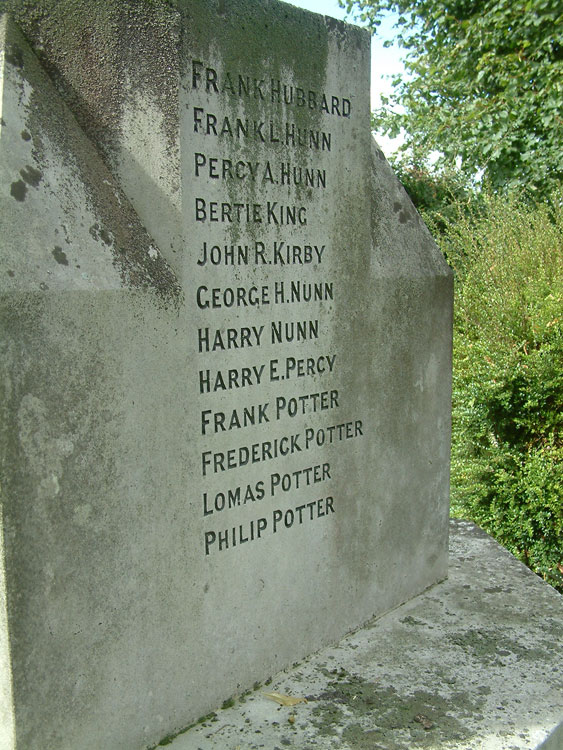 FRANK HUBBARD
FRANK L. HUNN
PERCY A. HUNN
BERTIE KING
JOHN R. KIRBY
GEORGE H. NUNN
HARRY NUNN
HARRY E. PERCY
FRANK POTTER
FREDERICK POTTER
LOMAS POTTER
PHILIP POTTER